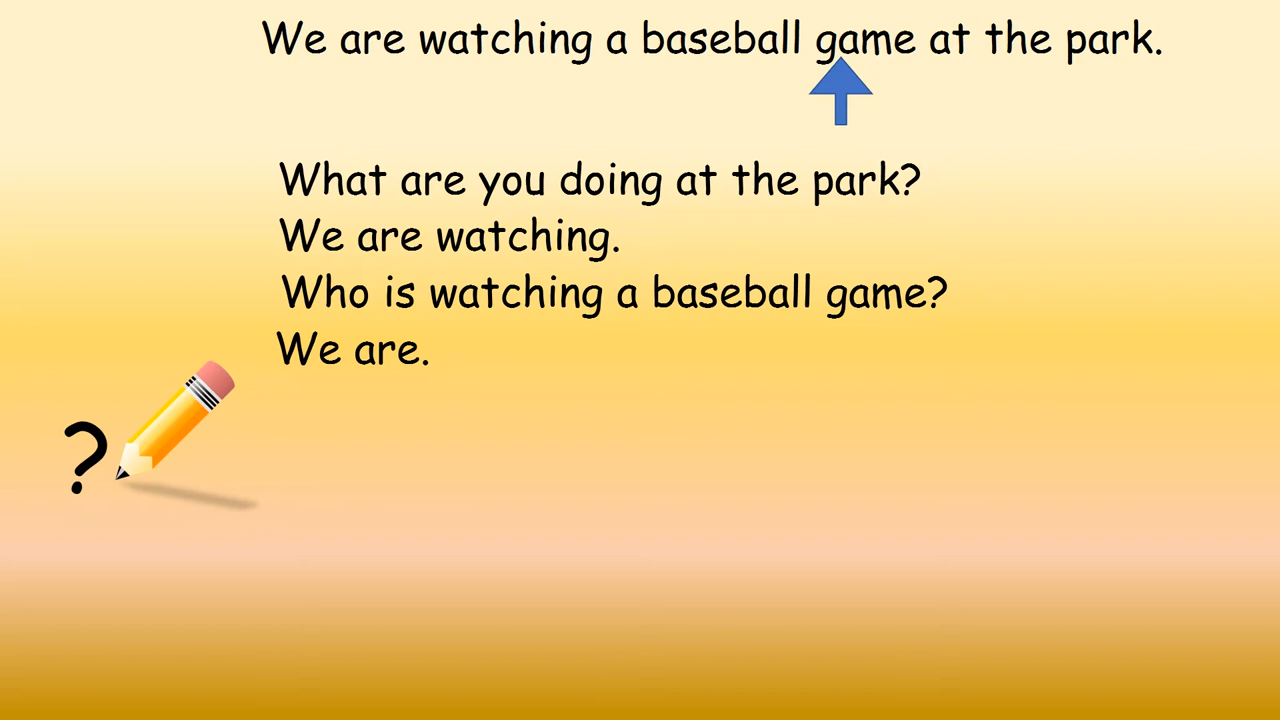 We are watching a baseball game at the park.
What are you doing at the park?
We are watching.
Who is watching a baseball game?
We are.
?